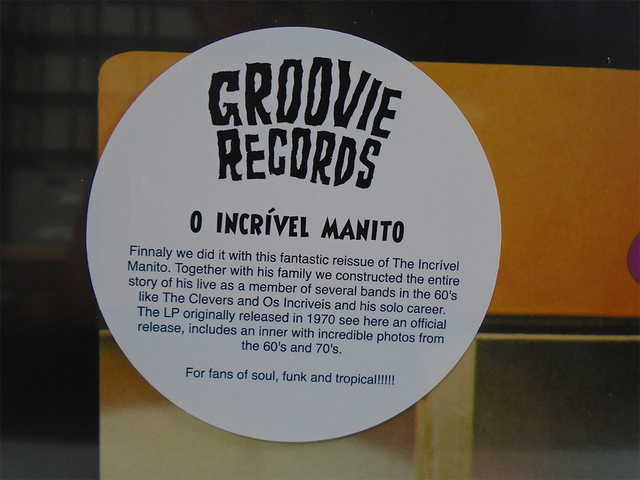 GROOVIE
RECORDS
O INCRÍVEL MANITO
Finnaly we did it with this fantastic reissue of The Incrível
Manito. Together with his family we constructed the entire
story of his live as a member of several bands in the 60's
like The Clevers and Os Incriveis and his solo career.
The LP originally released in 1970 see here an official
release, includes an inner with incredible photos from
the 60's and 70's.
For fans of soul, funk and tropical!!!!!